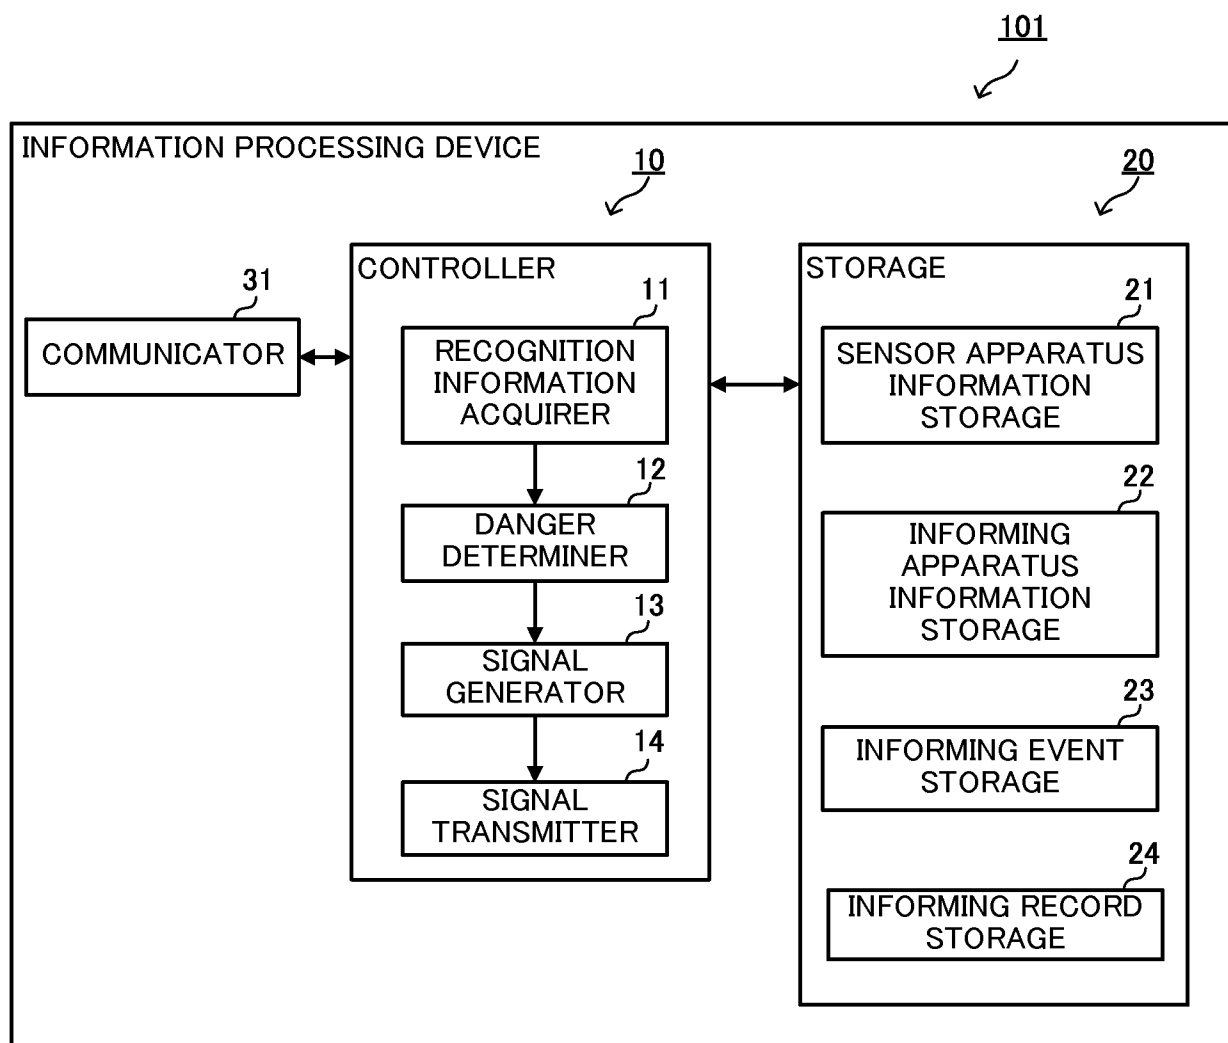 101
INFORMATION PROCESSING DEVICE
10
20
31
COMMUNICATOR
CONTROLLER
11
RECOGNITION
INFORMATION
ACQUIRER
12
DANGER
DETERMINER
13
SIGNAL
GENERATOR
14
SIGNAL
TRANSMITTER
STORAGE
21
SENSOR APPARATUS
INFORMATION
STORAGE
22
INFORMING
APPARATUS
INFORMATION
STORAGE
23
INFORMING EVENT
STORAGE
24
INFORMING RECORD
STORAGE